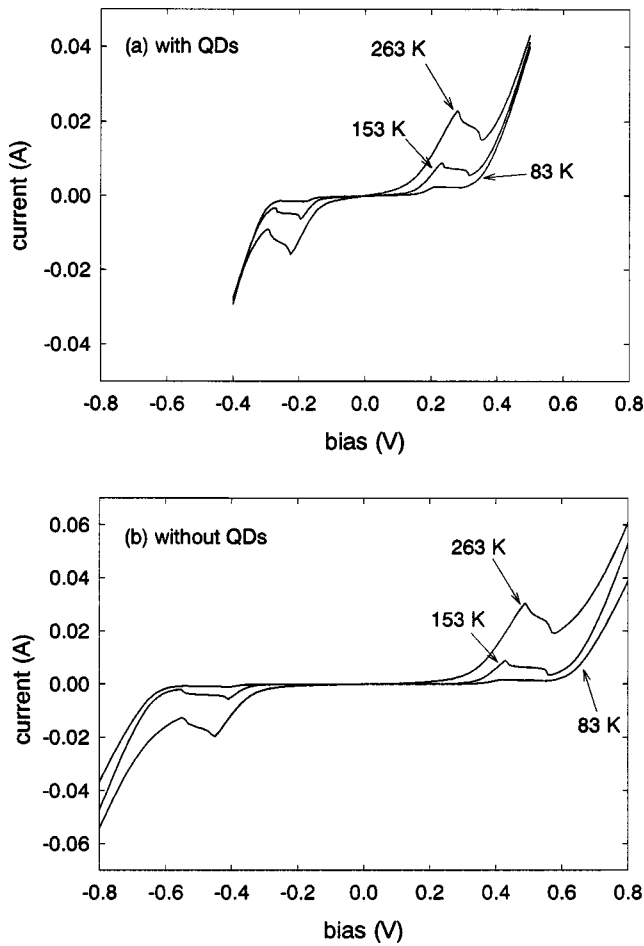 (a) with QDs
263 K
153 K
83 K
current (A)
0.04
0.02
0.00
-0.02
-0.04
-0.8 -0.6 -0.4 -0.2 0.0 0.2 0.4 0.6 0.8
bias (V)
(b) without QDs
263 K
153 K
83 K
current (A)
0.06
0.04
0.02
0.00
-0.02
-0.04
-0.06
-0.8 -0.6 -0.4 -0.2 0.0 0.2 0.4 0.6 0.8
bias (V)